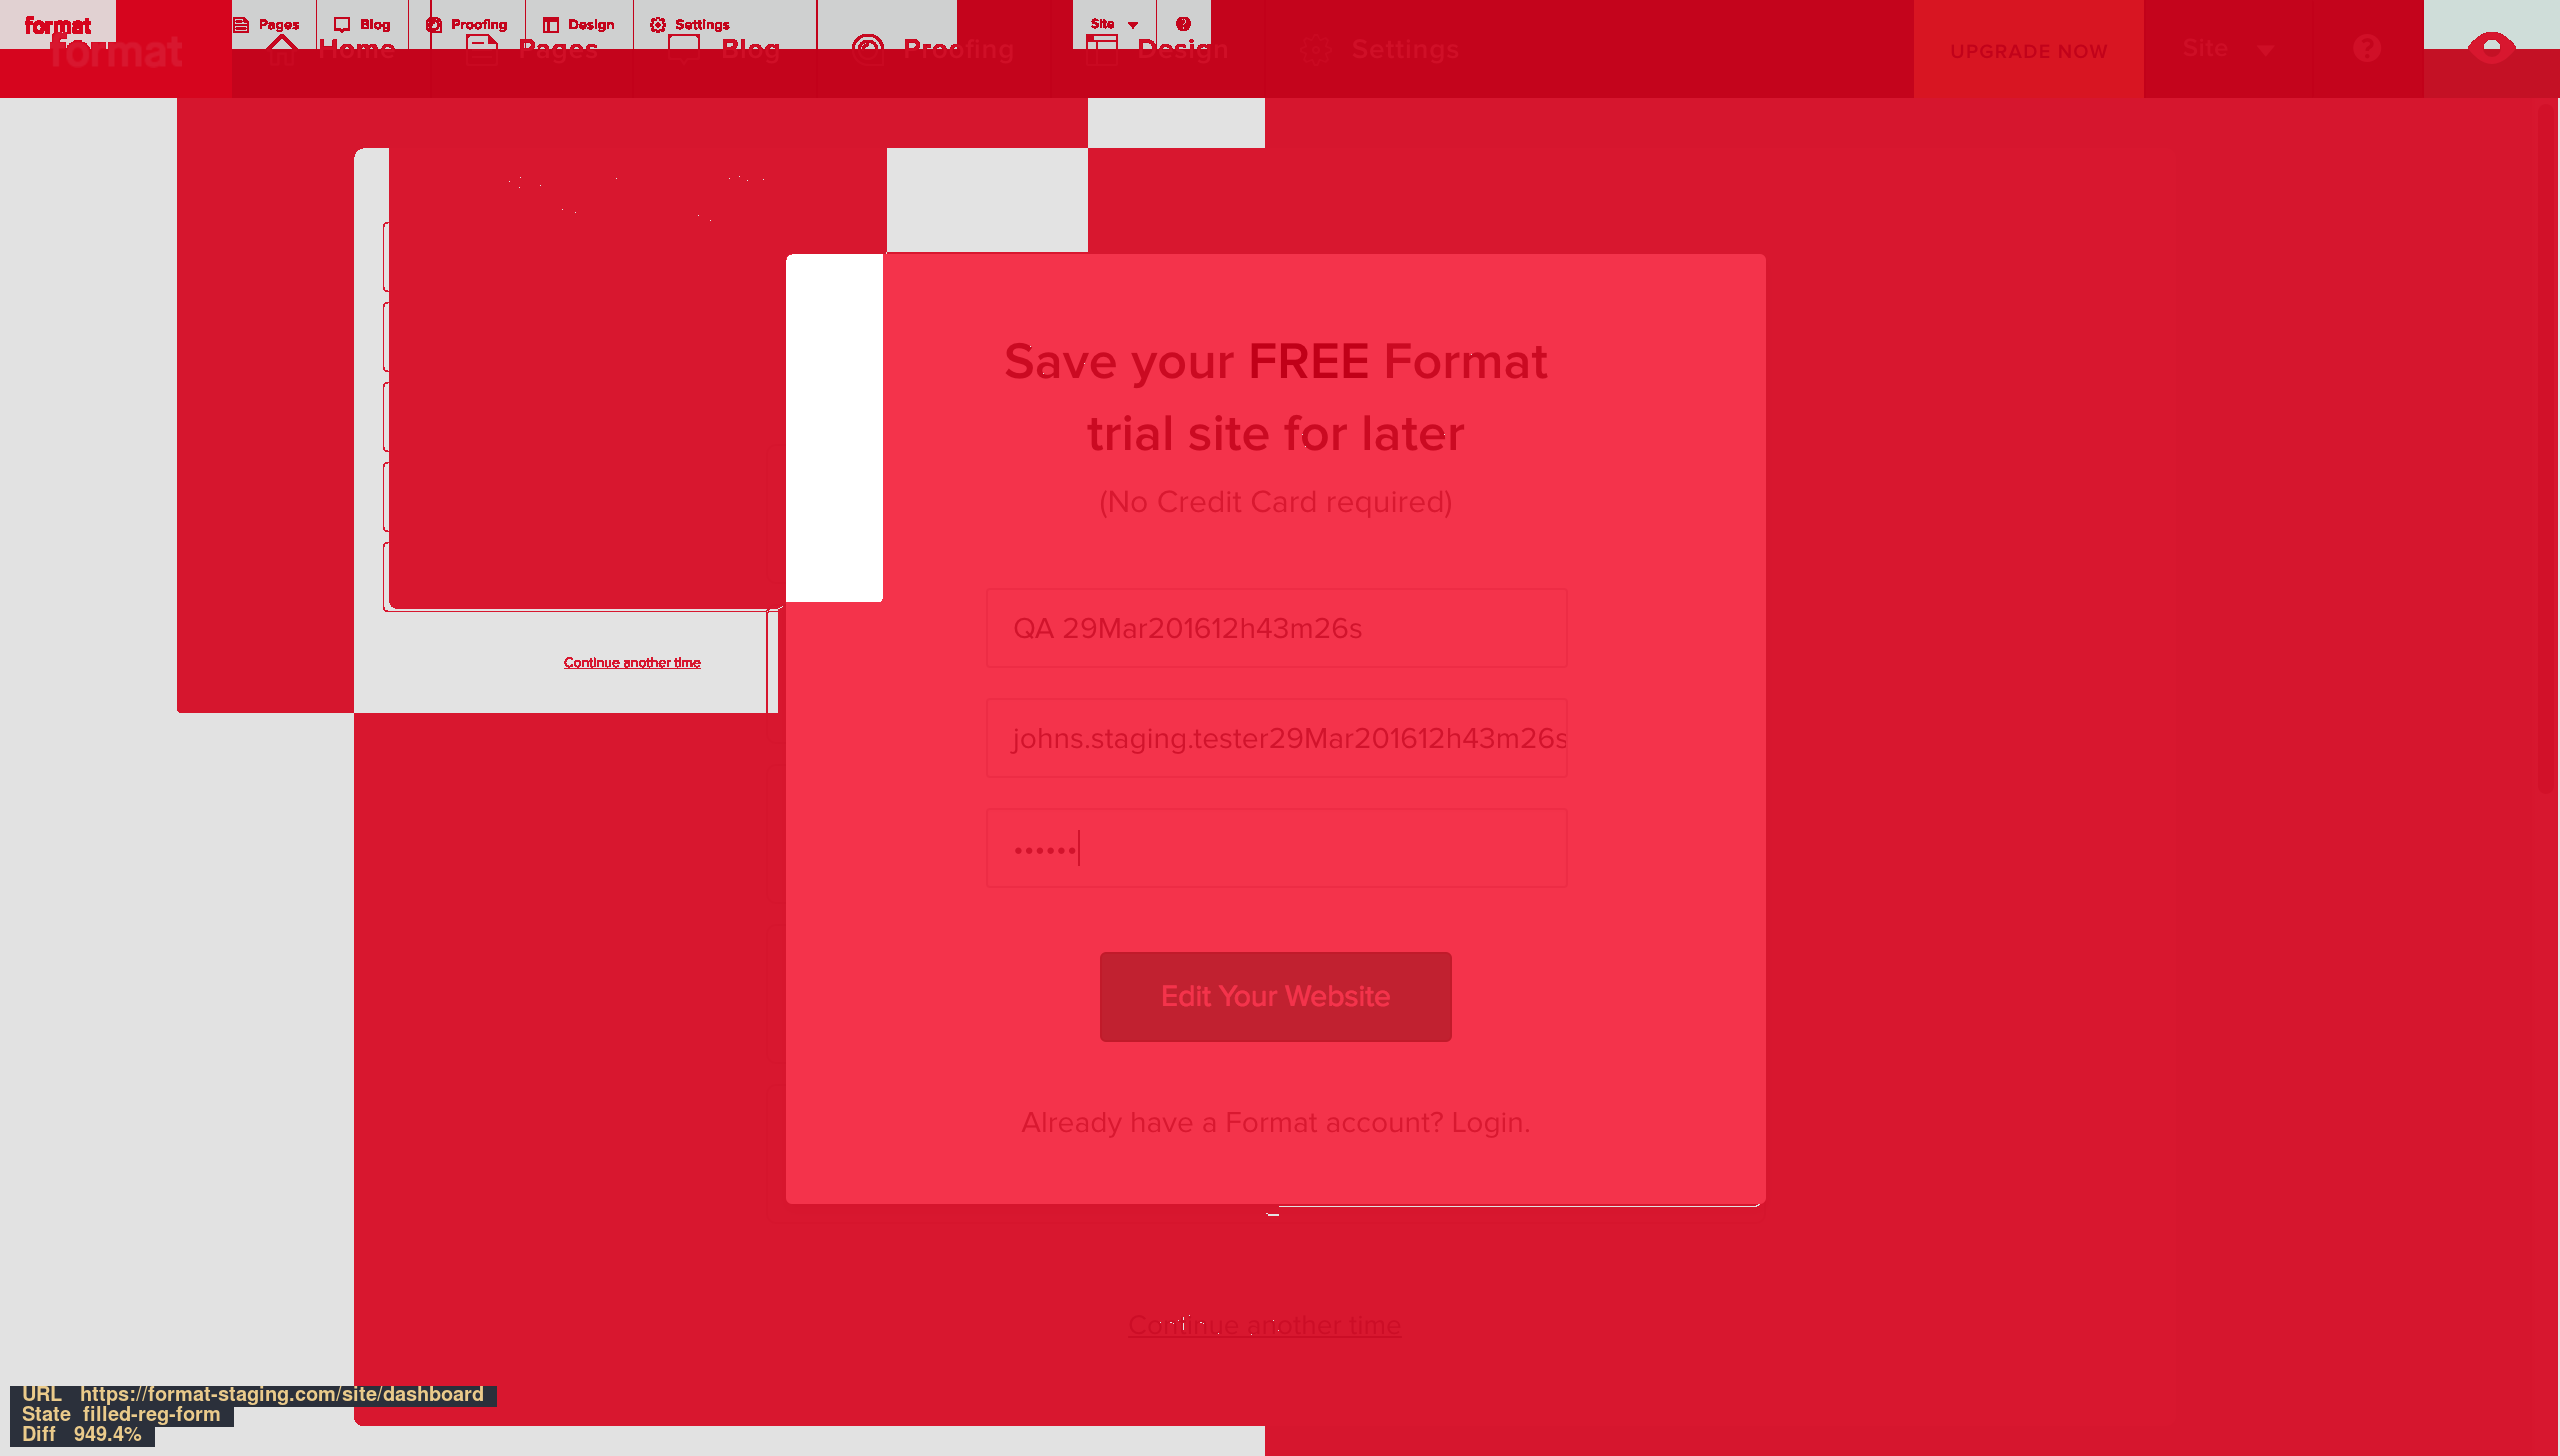 format
Pages
Blog
Proofing
Design
Settings
Site
format
Home
Pages
Blog
Proofing
Design
Settings
UPGRADE NOW
Site
Save your FREE Format
trial site for later
(No Credit Card required)
QA 29Mar201612h43m26s
johns.staging.tester29Mar201612h43m26s
Edit Your Website
Already have a Format account? Login.
Continue another time
Continue another time
URL https://format-staging.com/site/dashboard
State filled-reg-form
Diff 949.4%